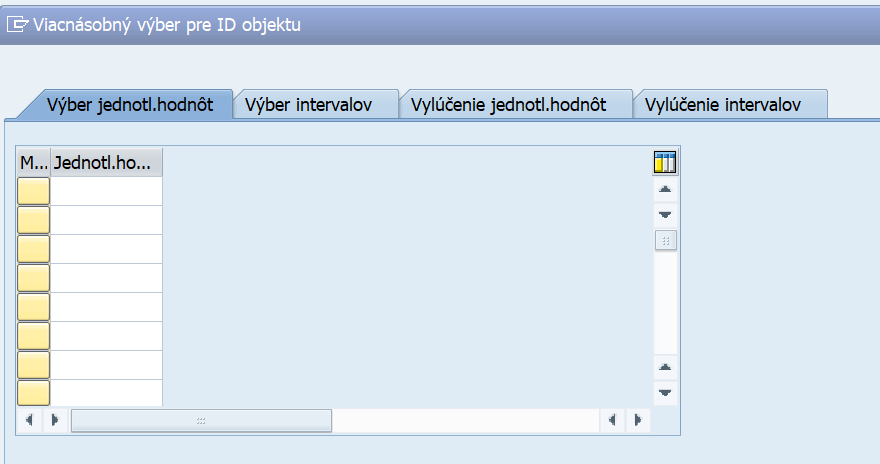 Viacnásobný výber pre ID objektu
Výber jednotl.hodnôt Výber intervalov Vylúčenie jednotl.hodnôt Vylúčenie intervalov
M... Jednotl.ho...